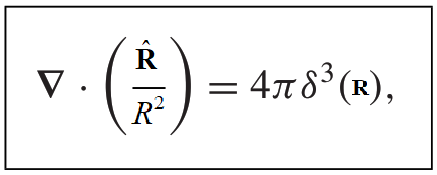 ∇ · (R̂/R²) = 4πδ³(R),